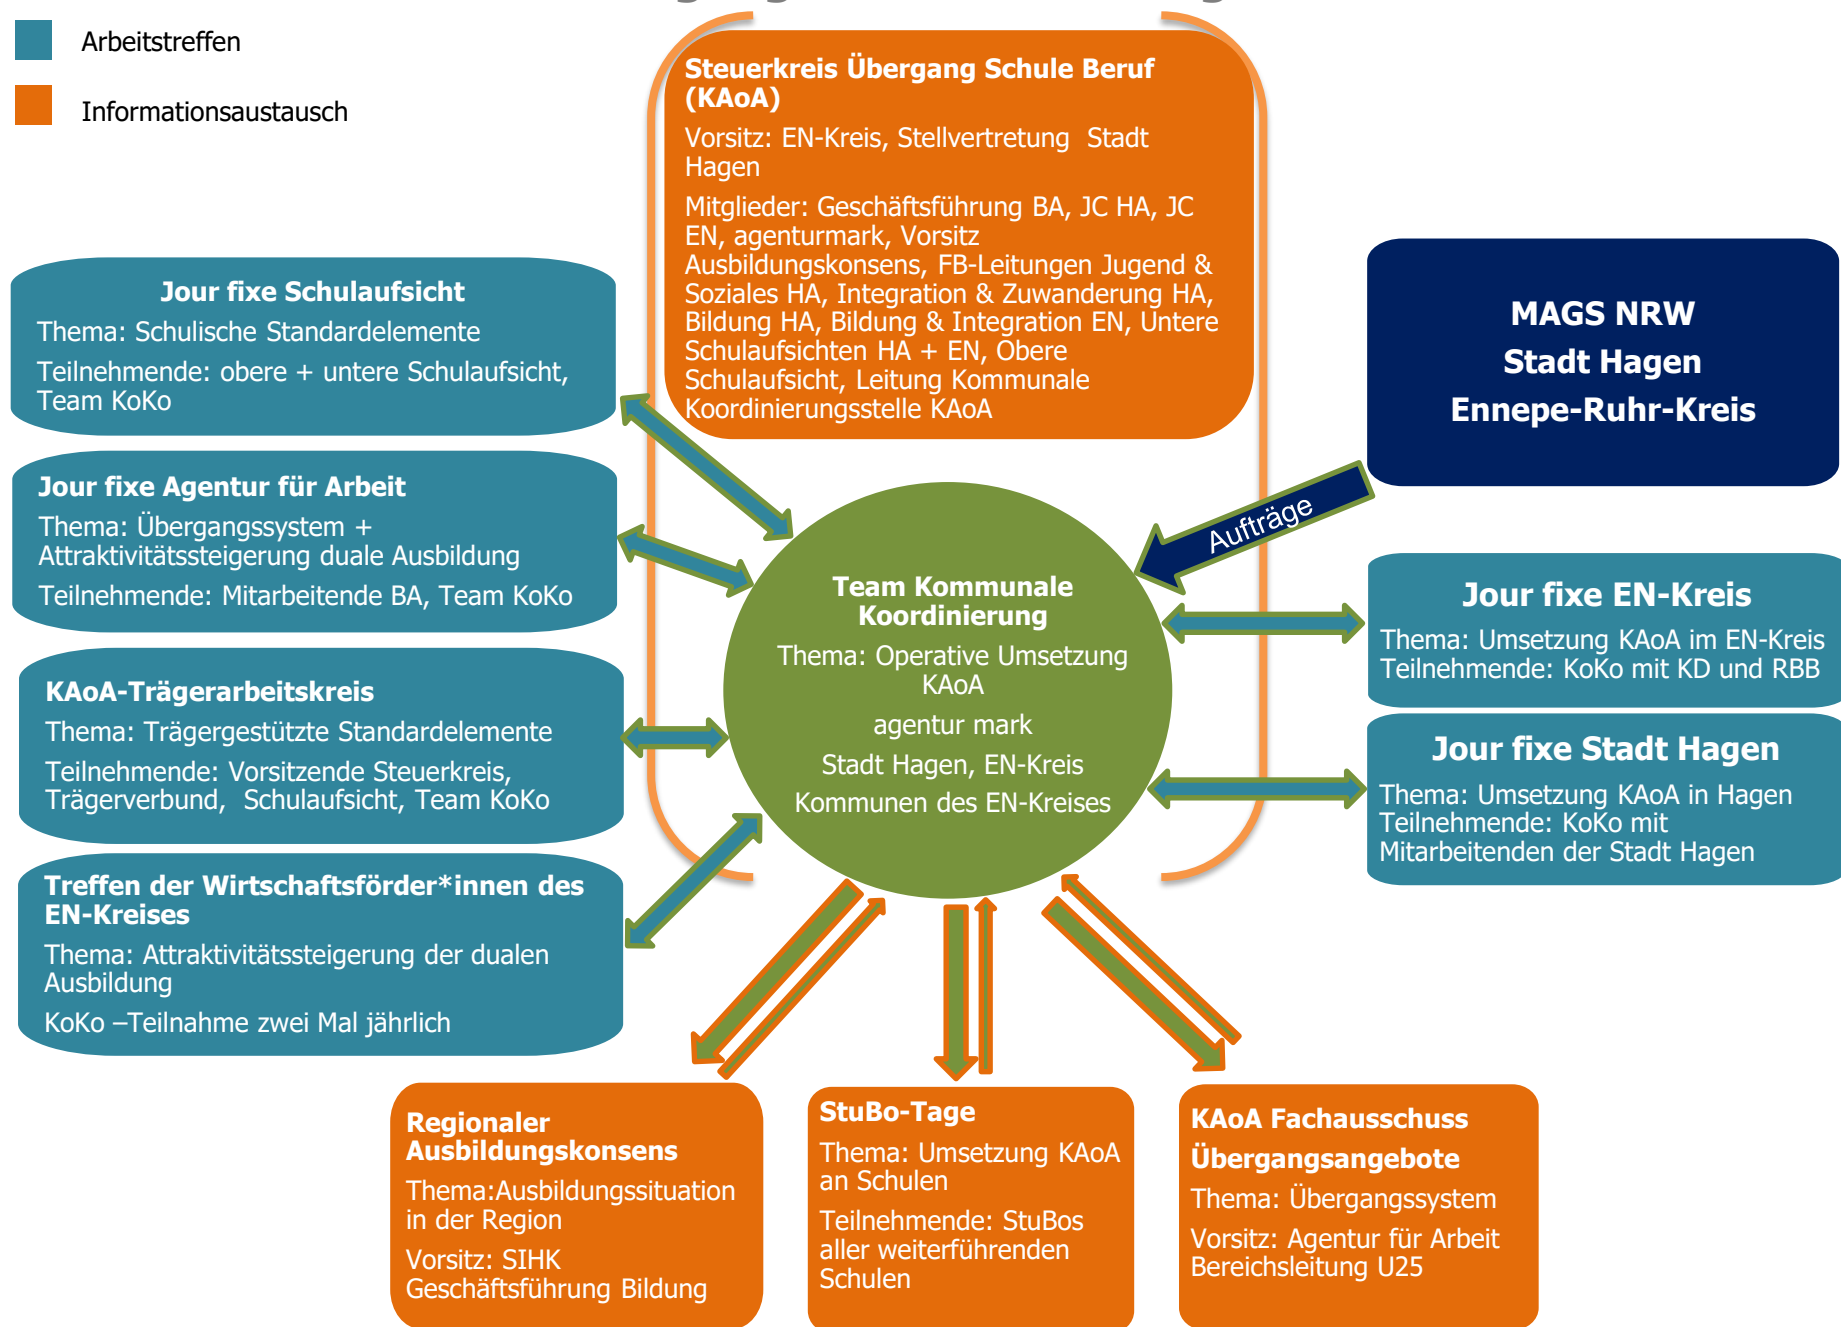 Arbeitstreffen
Informationsaustausch
Steuerkreis Übergang Schule Beruf
(KAoA)
Vorsitz: EN-Kreis, Stellvertretung Stadt
Hagen
Mitglieder: Geschäftsführung BA, JC HA, JC
EN, agenturmark, Vorsitz
Ausbildungskonsens, FB-Leitungen Jugend &
Soziales HA, Integration & Zuwanderung HA,
Bildung HA, Bildung & Integration EN, Untere
Schulaufsichten HA + EN, Obere
Schulaufsicht, Leitung Kommunale
Koordinierungsstelle KAoA
Jour fixe Schulaufsicht
Thema: Schulische Standardelemente
Teilnehmende: obere + untere Schulaufsicht,
Team KoKo
Jour fixe Agentur für Arbeit
Thema: Übergangssystem +
Attraktivitätssteigerung duale Ausbildung
Teilnehmende: Mitarbeitende BA, Team KoKo
KAoA-Trägerarbeitskreis
Thema: Trägergestützte Standardelemente
Teilnehmende: Vorsitzende Steuerkreis,
Trägerverbund, Schulaufsicht, Team KoKo
Treffen der Wirtschaftsförder*innen des
EN-Kreises
Thema: Attraktivitätssteigerung der dualen
Ausbildung
KoKo –Teilnahme zwei Mal jährlich
MAGS NRW
Stadt Hagen
Ennepe-Ruhr-Kreis
Aufträge
Team Kommunale
Koordinierung
Thema: Operative Umsetzung
KAoA
agentur mark
Stadt Hagen, EN-Kreis
Kommunen des EN-Kreises
Jour fixe EN-Kreis
Thema: Umsetzung KAoA im EN-Kreis
Teilnehmende: KoKo mit KD und RBB
Jour fixe Stadt Hagen
Thema: Umsetzung KAoA in Hagen
Teilnehmende: KoKo mit
Mitarbeitenden der Stadt Hagen
Regionaler
Ausbildungskonsens
Thema:Ausbildungssituation
in der Region
Vorsitz: SIHK
Geschäftsführung Bildung
StuBo-Tage
Thema: Umsetzung KAoA
an Schulen
Teilnehmende: StuBos
aller weiterführenden
Schulen
KAoA Fachausschuss
Übergangsangebote
Thema: Übergangssystem
Vorsitz: Agentur für Arbeit
Bereichsleitung U25